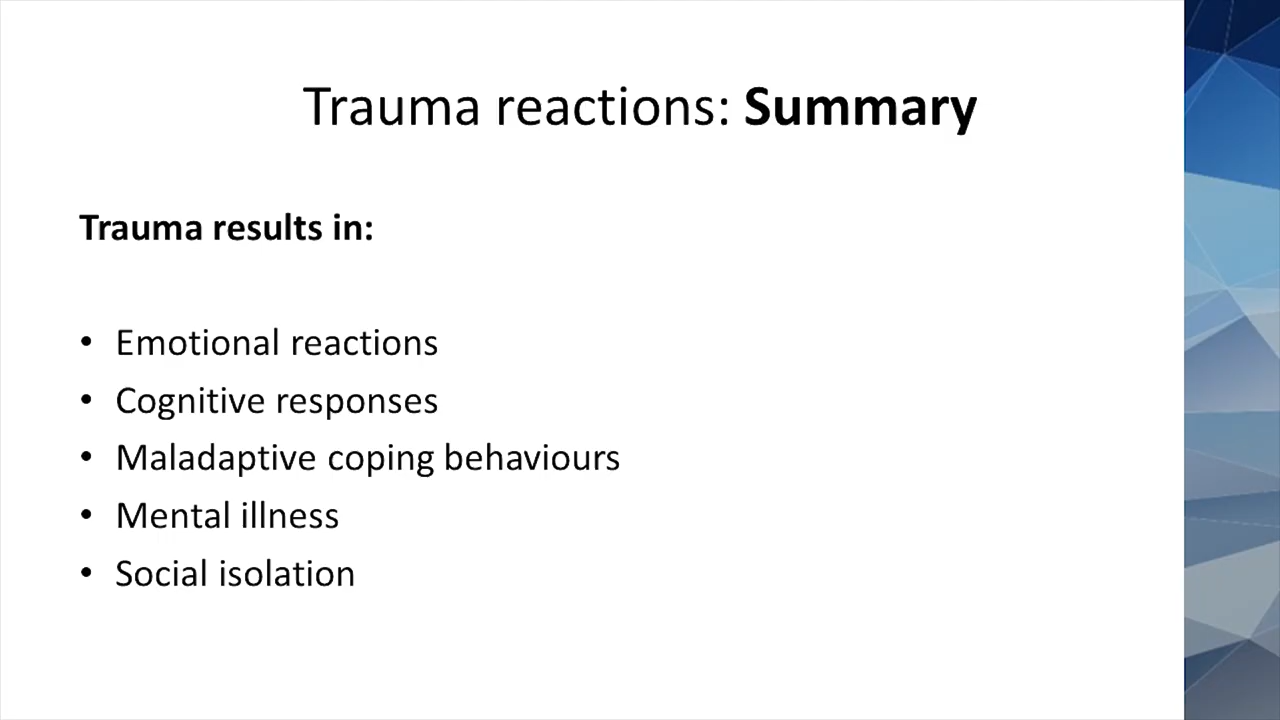 Trauma reactions: Summary
Trauma results in:
• Emotional reactions
• Cognitive responses
• Maladaptive coping behaviours
• Mental illness
• Social isolation